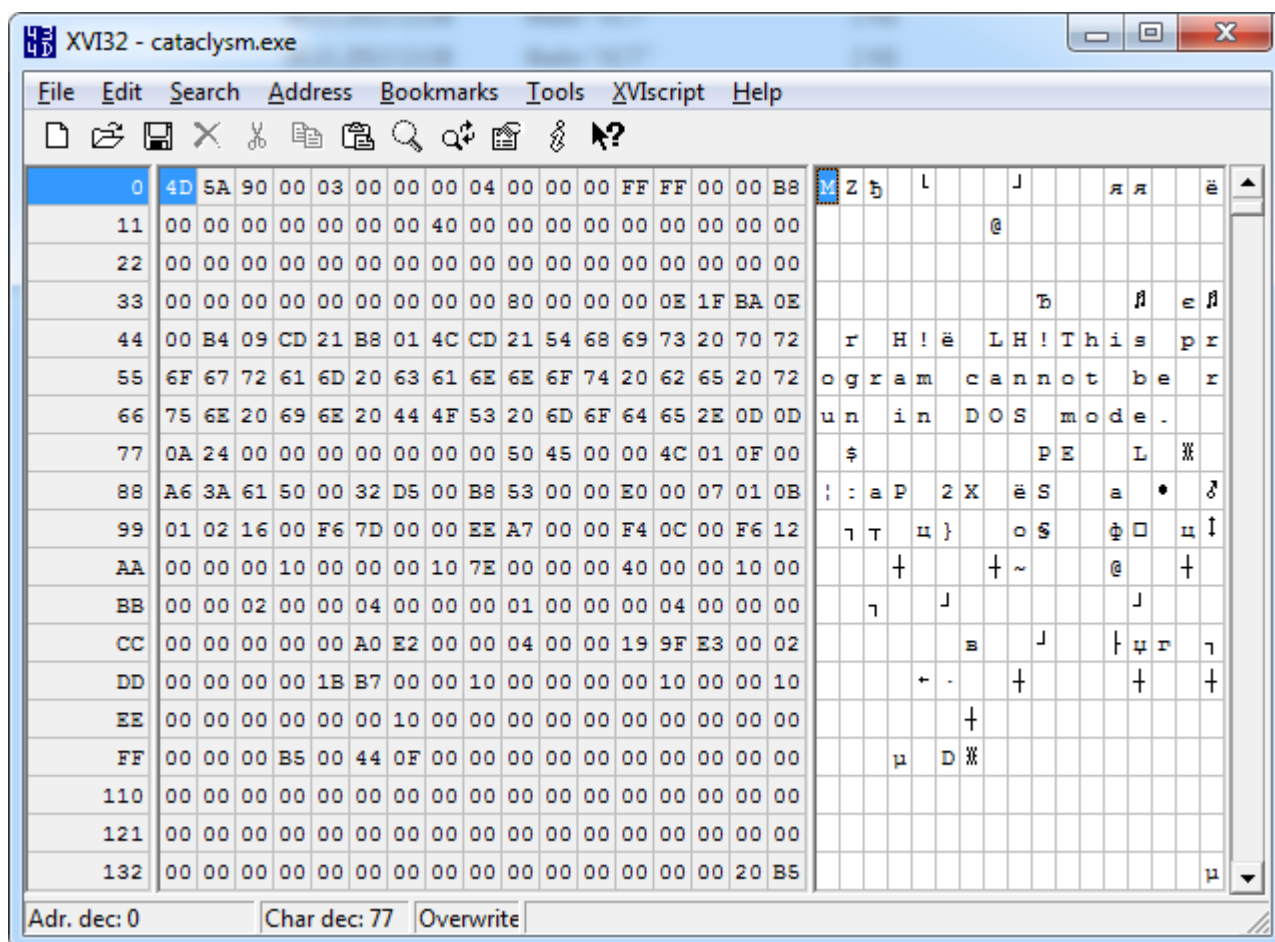 XVI32 - cataclysm.exe
File Edit Search Address Bookmarks Tools XVIscript Help
0 4D 5A 90 00 03 00 00 00 04 00 00 00 FF FF 00 00 B8 M Z ђ └ ┘ я я ё
11 00 00 00 00 00 00 00 40 00 00 00 00 00 00 00 00 00 @
22 00 00 00 00 00 00 00 00 00 00 00 00 00 00 00 00 00
33 00 00 00 00 00 00 00 00 00 80 00 00 00 0E 1F BA 0E Ђ ♬ є ♬
44 00 B4 09 CD 21 B8 01 4C CD 21 54 68 69 73 20 70 72 ґ Н ! ё L Н ! T h i s p r
55 6F 67 72 61 6D 20 63 61 6E 6E 6F 74 20 62 65 20 72 o g r a m c a n n o t b e r
66 75 6E 20 69 6E 20 44 4F 53 20 6D 6F 64 65 2E 0D 0D u n i n D O S m o d e .
77 0A 24 00 00 00 00 00 00 00 50 45 00 00 4C 01 0F 00 $ P E L ¤
88 A6 3A 61 50 00 32 D5 00 B8 53 00 00 E0 00 07 01 0B ¦ : a P 2 Х ё S а • ♂
99 01 02 16 00 F6 7D 00 00 EE A7 00 00 F4 0C 00 F6 12 ┐ ┬ ц } о § ф □ ц ↕
AA 00 00 00 10 00 00 00 10 7E 00 00 00 40 00 00 10 00 ┼ ┼ ~ @ ┼
BB 00 00 02 00 00 04 00 00 00 01 00 00 00 04 00 00 00 ┐ ┘ ┘
CC 00 00 00 00 00 A0 E2 00 00 04 00 00 19 9F E3 00 02 в ┘ ├ џ г ┐
DD 00 00 00 00 1B B7 00 00 10 00 00 00 00 10 00 00 10 ← · ┼ ┼ ┼
EE 00 00 00 00 00 00 10 00 00 00 00 00 00 00 00 00 00 ┼
FF 00 00 00 B5 00 44 0F 00 00 00 00 00 00 00 00 00 00 µ D ¤
110 00 00 00 00 00 00 00 00 00 00 00 00 00 00 00 00 00
121 00 00 00 00 00 00 00 00 00 00 00 00 00 00 00 00 00
132 00 00 00 00 00 00 00 00 00 00 00 00 00 00 00 20 B5 µ
Adr. dec: 0 Char dec: 77 Overwrite